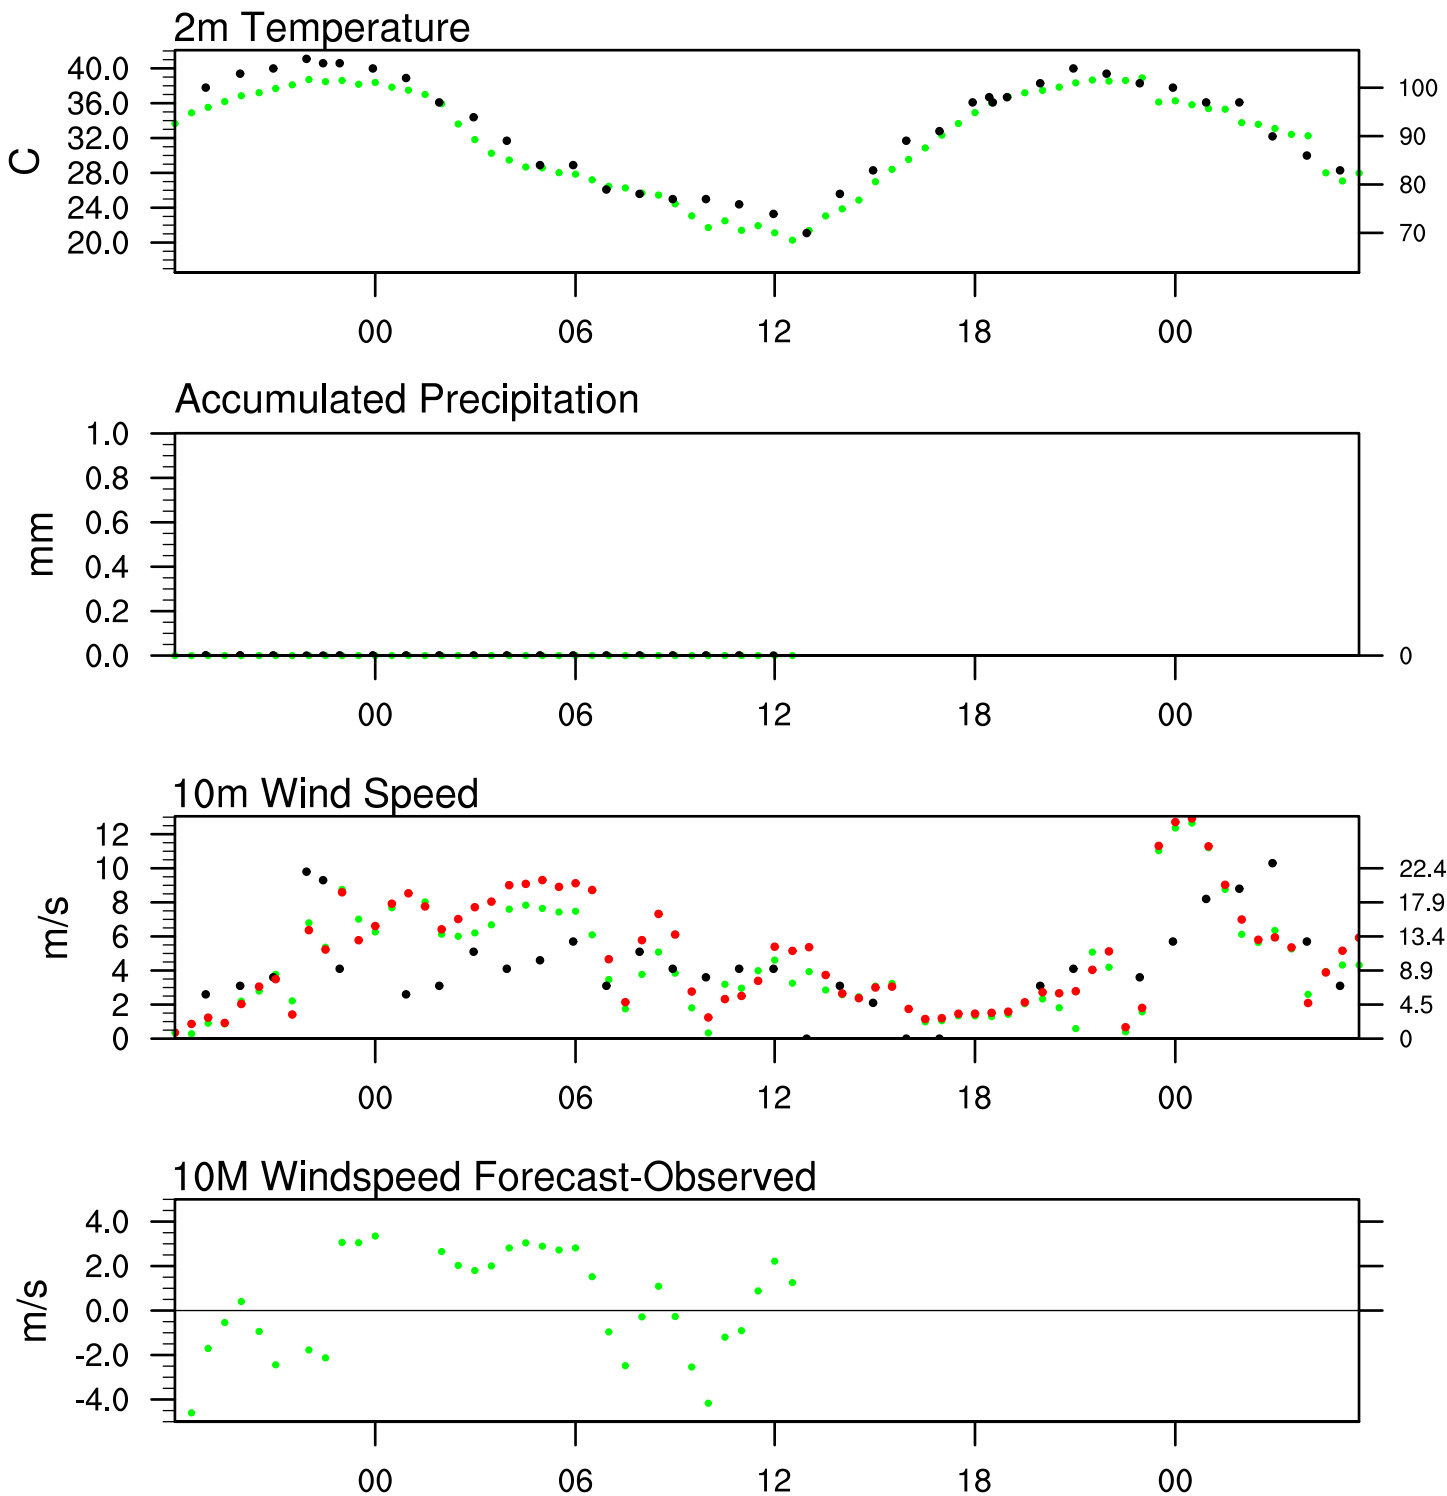 2m Temperature
40.0
36.0
32.0
28.0
24.0
20.0
C
100
90
80
70
00 06 12 18 00
Accumulated Precipitation
1.0
0.8
0.6
0.4
0.2
0.0
mm
0
00 06 12 18 00
10m Wind Speed
12
10
8
6
4
2
0
m/s
22.4
17.9
13.4
8.9
4.5
0
00 06 12 18 00
10M Windspeed Forecast-Observed
4.0
2.0
0.0
-2.0
-4.0
m/s
00 06 12 18 00